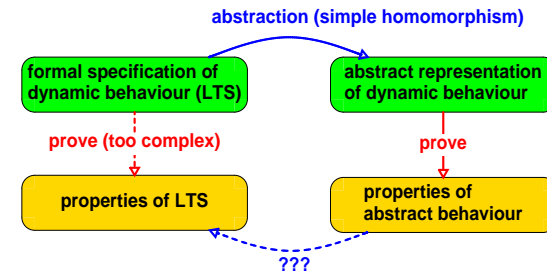 abstraction (simple homomorphism)
formal specification of
dynamic behaviour (LTS)
abstract representation
of dynamic behaviour
prove (too complex)
prove
properties of LTS
properties of
abstract behaviour
???